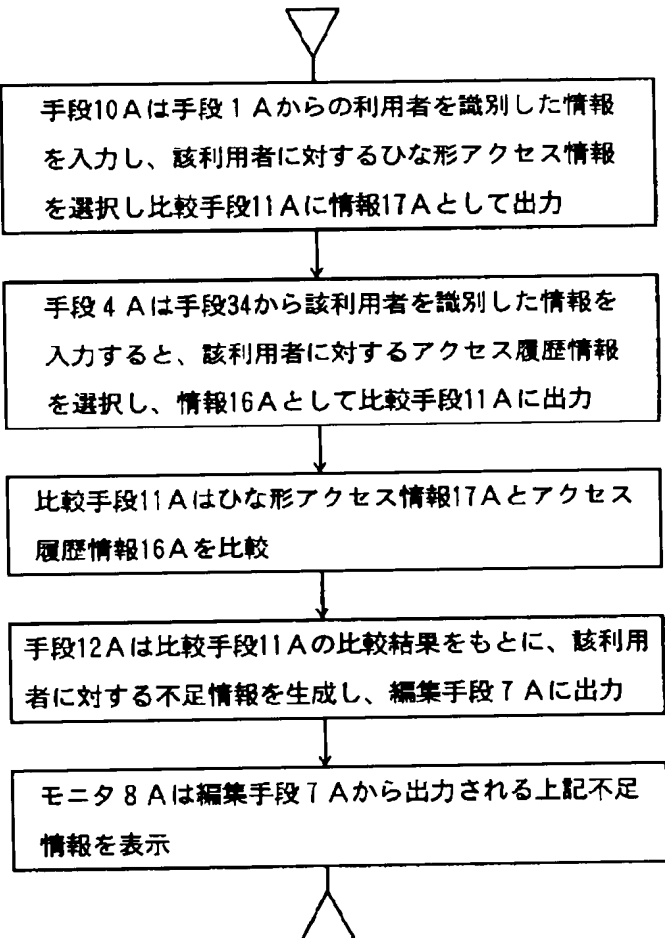 手段10Aは手段1Aからの利用者を識別した情報
を入力し、該利用者に対するひな形アクセス情報
を選択し比較手段11Aに情報17Aとして出力
手段4Aは手段34から該利用者を識別した情報を
入力すると、該利用者に対するアクセス履歴情報
を選択し、情報16Aとして比較手段11Aに出力
比較手段11Aはひな形アクセス情報17Aとアクセス
履歴情報16Aを比較
手段12Aは比較手段11Aの比較結果をもとに、該利用
者に対する不足情報を生成し、編集手段7Aに出力
モニタ8Aは編集手段7Aから出力される上記不足
情報を表示